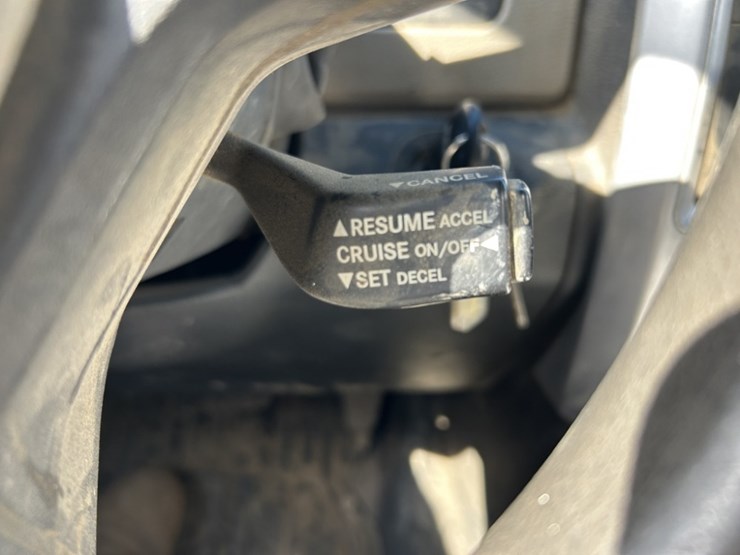 ▼CANCEL
▲RESUME ACCEL
CRUISE ON/OFF◀
▼SET DECEL